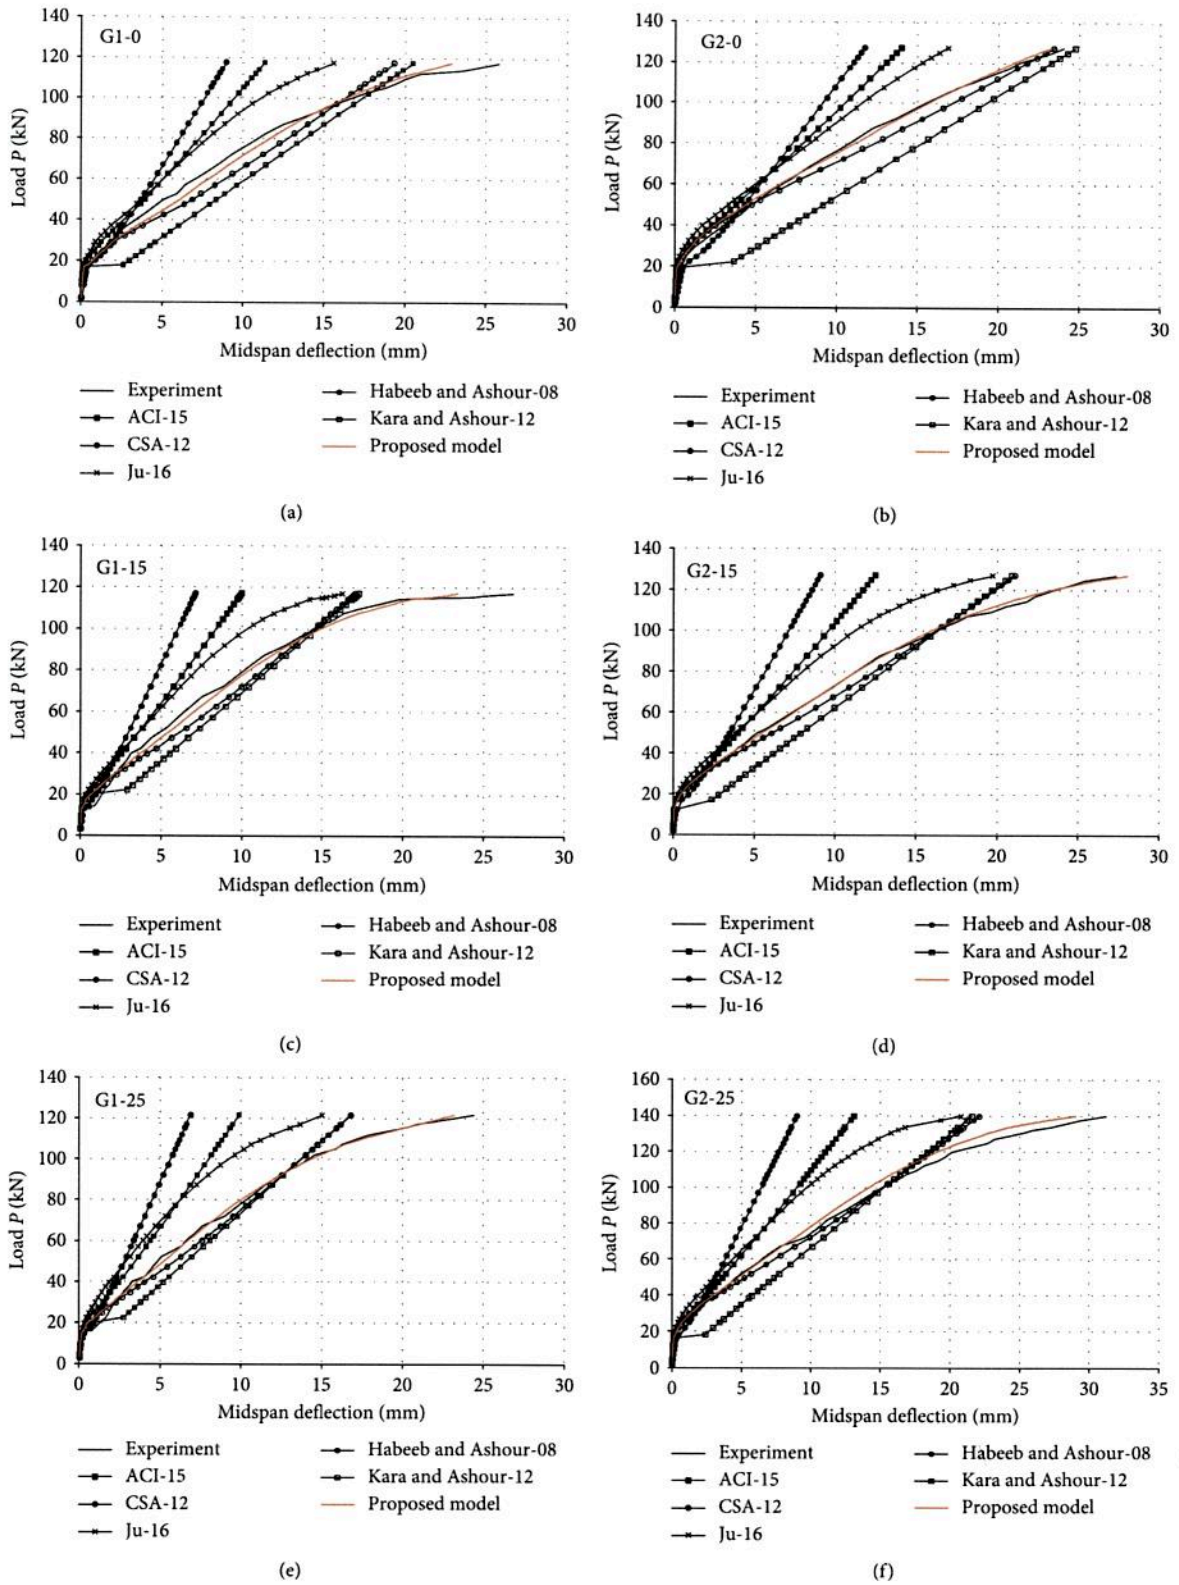 G1-0
140
120
100
80
60
40
20
0
Load P (kN)
0 5 10 15 20 25 30
Midspan deflection (mm)
Experiment
ACI-15
CSA-12
Ju-16
Habeeb and Ashour-08
Kara and Ashour-12
Proposed model
(a)
G2-0
140
120
100
80
60
40
20
0
Load P (kN)
0 5 10 15 20 25 30
Midspan deflection (mm)
Experiment
ACI-15
CSA-12
Ju-16
Habeeb and Ashour-08
Kara and Ashour-12
Proposed model
(b)
G1-15
140
120
100
80
60
40
20
0
Load P (kN)
0 5 10 15 20 25 30
Midspan deflection (mm)
Experiment
ACI-15
CSA-12
Ju-16
Habeeb and Ashour-08
Kara and Ashour-12
Proposed model
(c)
G2-15
140
120
100
80
60
40
20
0
Load P (kN)
0 5 10 15 20 25 30
Midspan deflection (mm)
Experiment
ACI-15
CSA-12
Ju-16
Habeeb and Ashour-08
Kara and Ashour-12
Proposed model
(d)
G1-25
140
120
100
80
60
40
20
0
Load P (kN)
0 5 10 15 20 25 30
Midspan deflection (mm)
Experiment
ACI-15
CSA-12
Ju-16
Habeeb and Ashour-08
Kara and Ashour-12
Proposed model
(e)
G2-25
160
140
120
100
80
60
40
20
0
Load P (kN)
0 5 10 15 20 25 30 35
Midspan deflection (mm)
Experiment
ACI-15
CSA-12
Ju-16
Habeeb and Ashour-08
Kara and Ashour-12
Proposed model
(f)